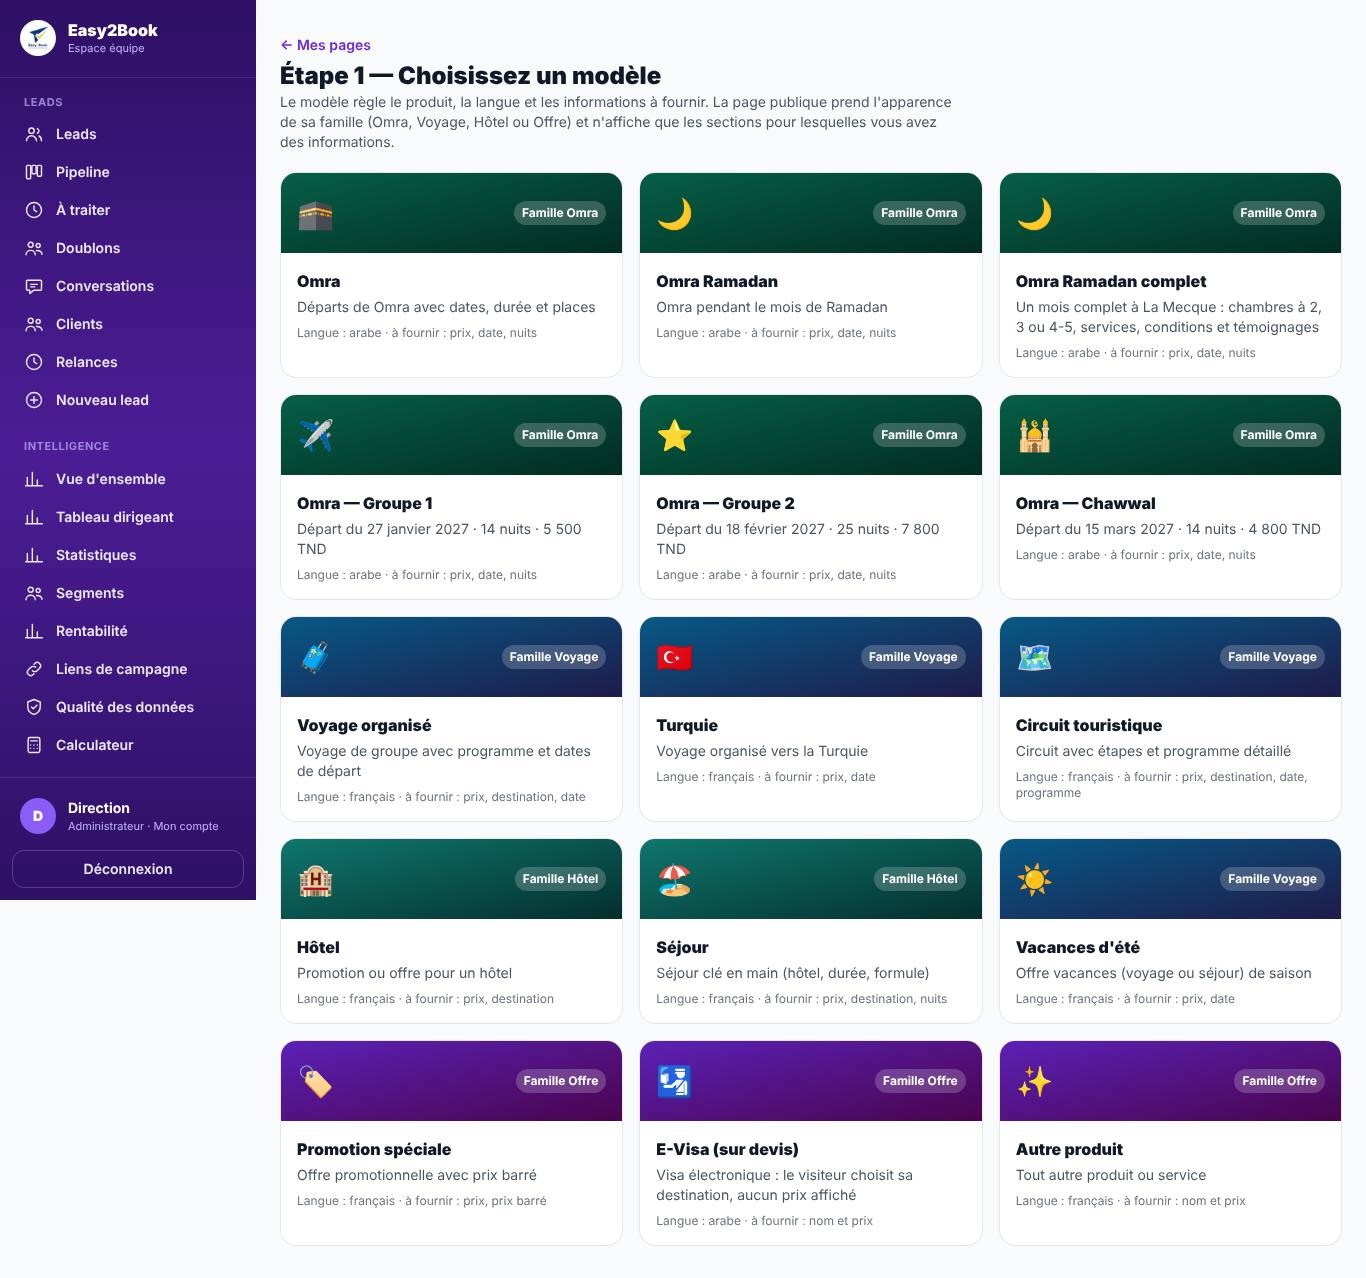 Easy2Book
Espace équipe
LEADS
Leads
Pipeline
À traiter
Doublons
Conversations
Clients
Relances
Nouveau lead
INTELLIGENCE
Vue d'ensemble
Tableau dirigeant
Statistiques
Segments
Rentabilité
Liens de campagne
Qualité des données
Calculateur
D
Direction
Administrateur · Mon compte
Déconnexion
← Mes pages
Étape 1 — Choisissez un modèle
Le modèle règle le produit, la langue et les informations à fournir. La page publique prend l'apparence
de sa famille (Omra, Voyage, Hôtel ou Offre) et n'affiche que les sections pour lesquelles vous avez
des informations.
Famille Omra
Omra
Départs de Omra avec dates, durée et places
Langue : arabe · à fournir : prix, date, nuits
Famille Omra
Omra Ramadan
Omra pendant le mois de Ramadan
Langue : arabe · à fournir : prix, date, nuits
Famille Omra
Omra Ramadan complet
Un mois complet à La Mecque : chambres à 2,
3 ou 4-5, services, conditions et témoignages
Langue : arabe · à fournir : prix, date, nuits
Famille Omra
Omra — Groupe 1
Départ du 27 janvier 2027 · 14 nuits · 5 500
TND
Langue : arabe · à fournir : prix, date, nuits
Famille Omra
Omra — Groupe 2
Départ du 18 février 2027 · 25 nuits · 7 800
TND
Langue : arabe · à fournir : prix, date, nuits
Famille Omra
Omra — Chawwal
Départ du 15 mars 2027 · 14 nuits · 4 800 TND
Langue : arabe · à fournir : prix, date, nuits
Famille Voyage
Voyage organisé
Voyage de groupe avec programme et dates
de départ
Langue : français · à fournir : prix, destination, date
Famille Voyage
Turquie
Voyage organisé vers la Turquie
Langue : français · à fournir : prix, date
Famille Voyage
Circuit touristique
Circuit avec étapes et programme détaillé
Langue : français · à fournir : prix, destination, date,
programme
H
Famille Hôtel
Hôtel
Promotion ou offre pour un hôtel
Langue : français · à fournir : prix, destination
Famille Hôtel
Séjour
Séjour clé en main (hôtel, durée, formule)
Langue : français · à fournir : prix, destination, nuits
Famille Voyage
Vacances d'été
Offre vacances (voyage ou séjour) de saison
Langue : français · à fournir : prix, date
Famille Offre
Promotion spéciale
Offre promotionnelle avec prix barré
Langue : français · à fournir : prix, prix barré
Famille Offre
E-Visa (sur devis)
Visa électronique : le visiteur choisit sa
destination, aucun prix affiché
Langue : arabe · à fournir : nom et prix
Famille Offre
Autre produit
Tout autre produit ou service
Langue : français · à fournir : nom et prix